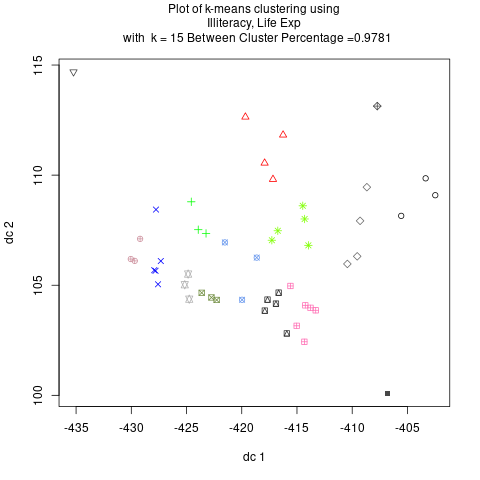 Plot of k-means clustering using
Illiteracy, Life Exp
with k = 15 Between Cluster Percentage =0.9781
115
110
105
100
dc 2
-435 -430 -425 -420 -415 -410 -405
dc 1